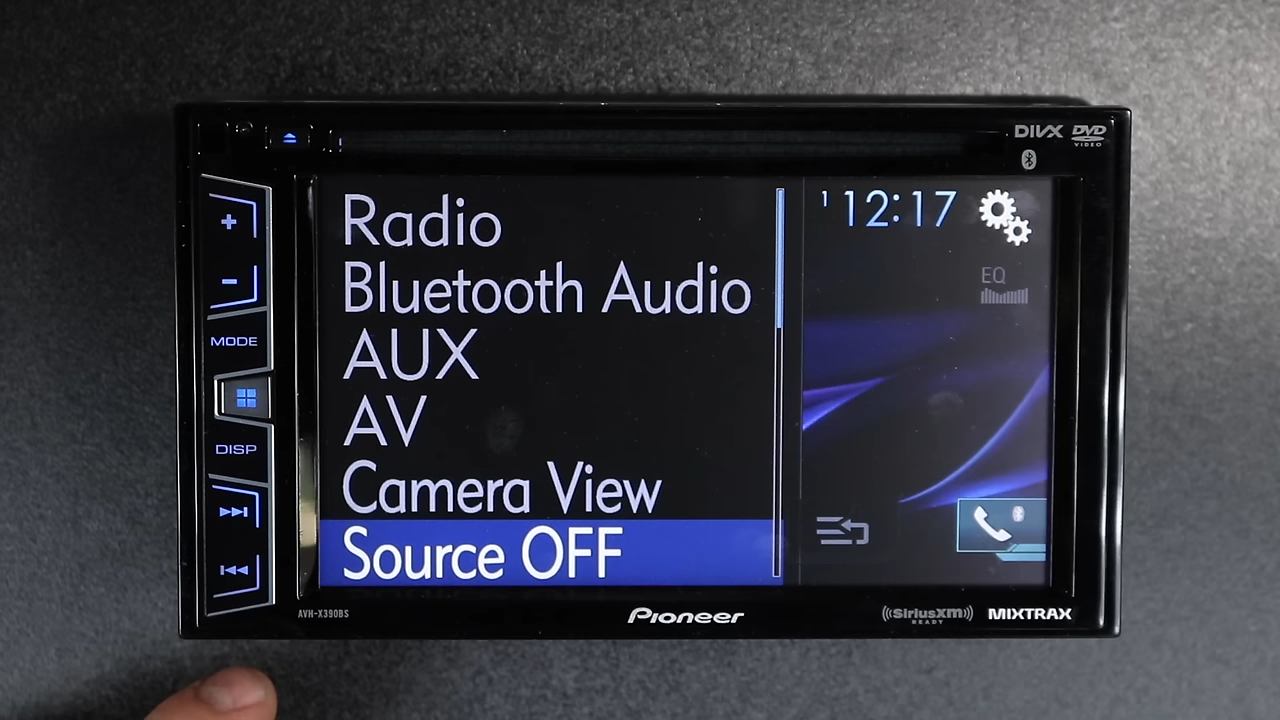 DIVX DVD
VIDEO
+
Radio
1 12:17
EQ
Bluetooth Audio
-
MODE
AUX
AV
DISP
Camera View
Source OFF
AVH-X390BS
Pioneer
((SiriusXm))
READY
MIXTRAX